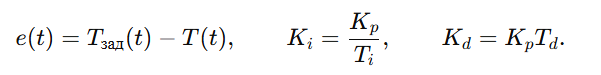 e(t) = T_зад(t) − T(t), K_i = K_p / T_i, K_d = K_p T_d.